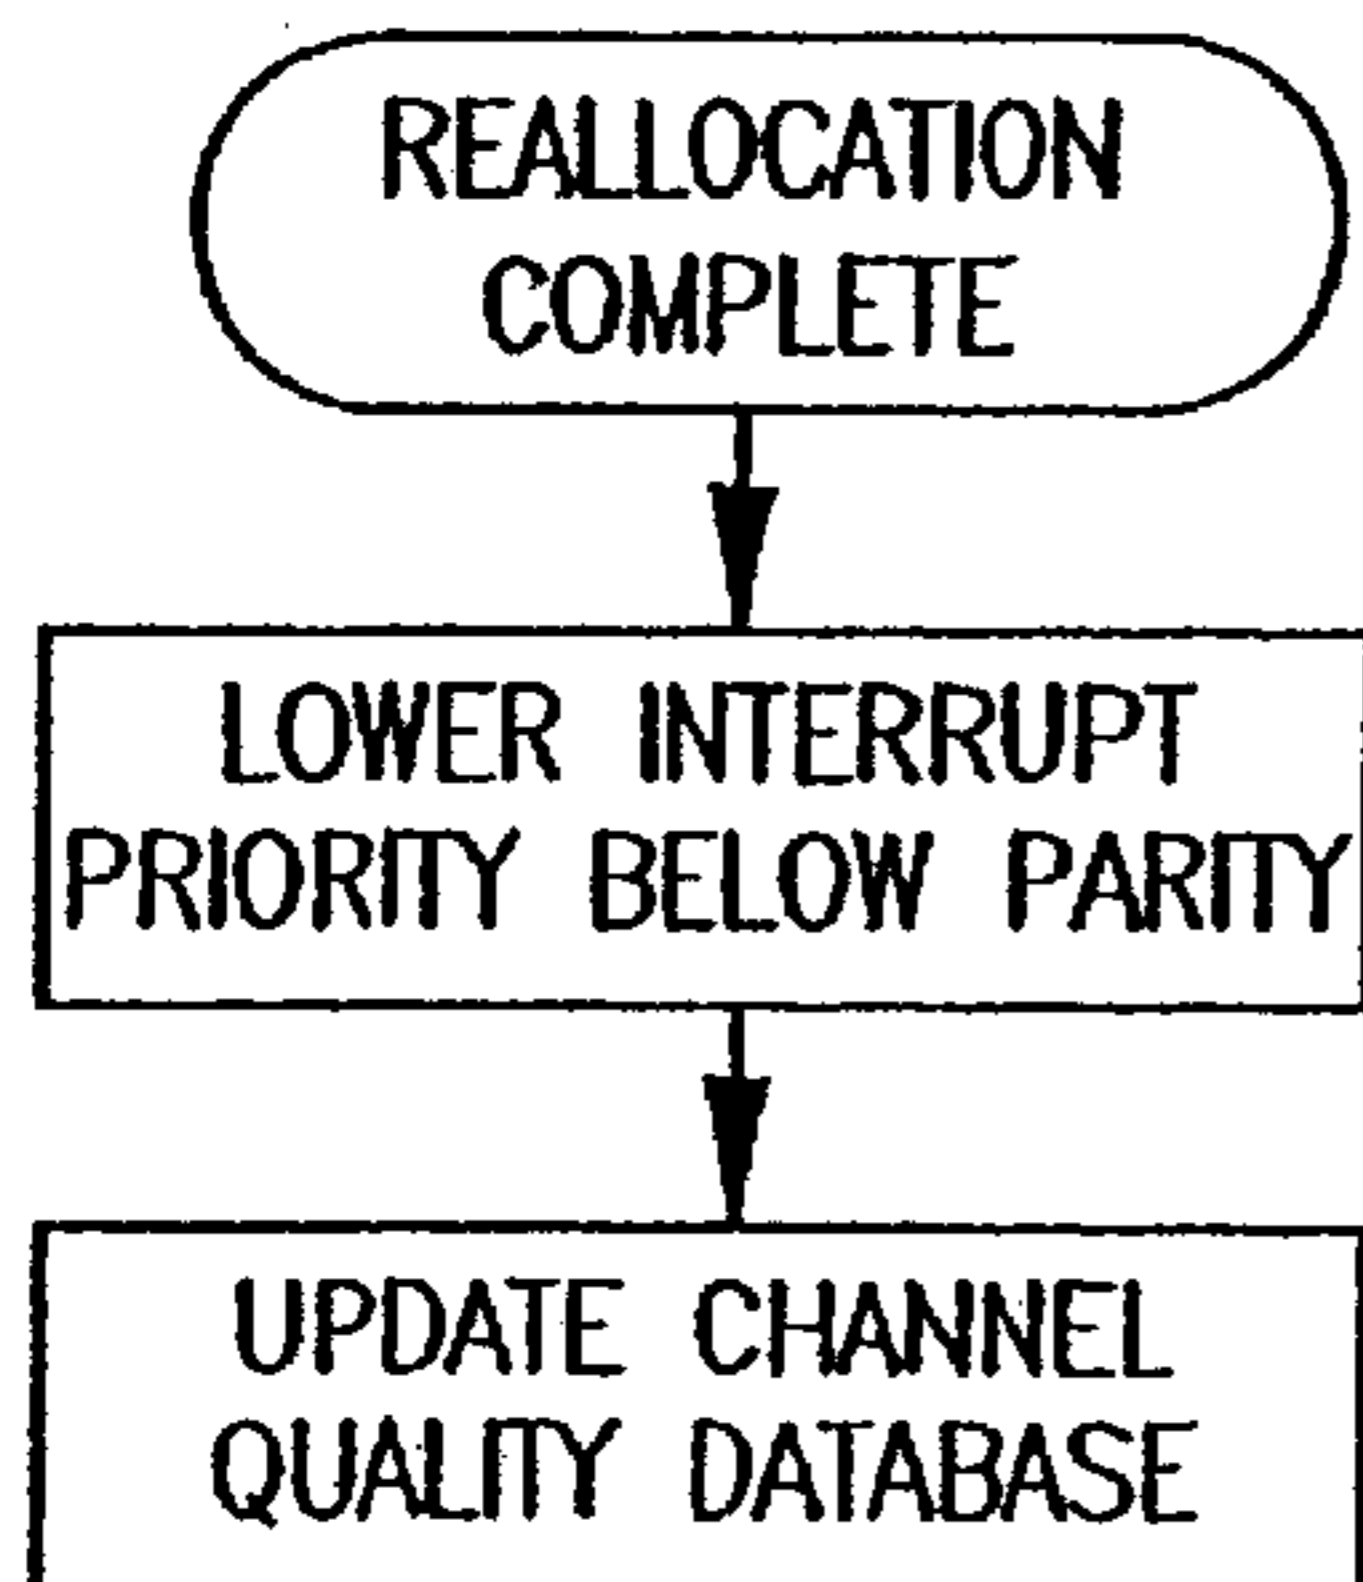 REALLOCATION
COMPLETE
LOWER INTERRUPT
PRIORITY BELOW PARITY
UPDATE CHANNEL
QUALITY DATABASE